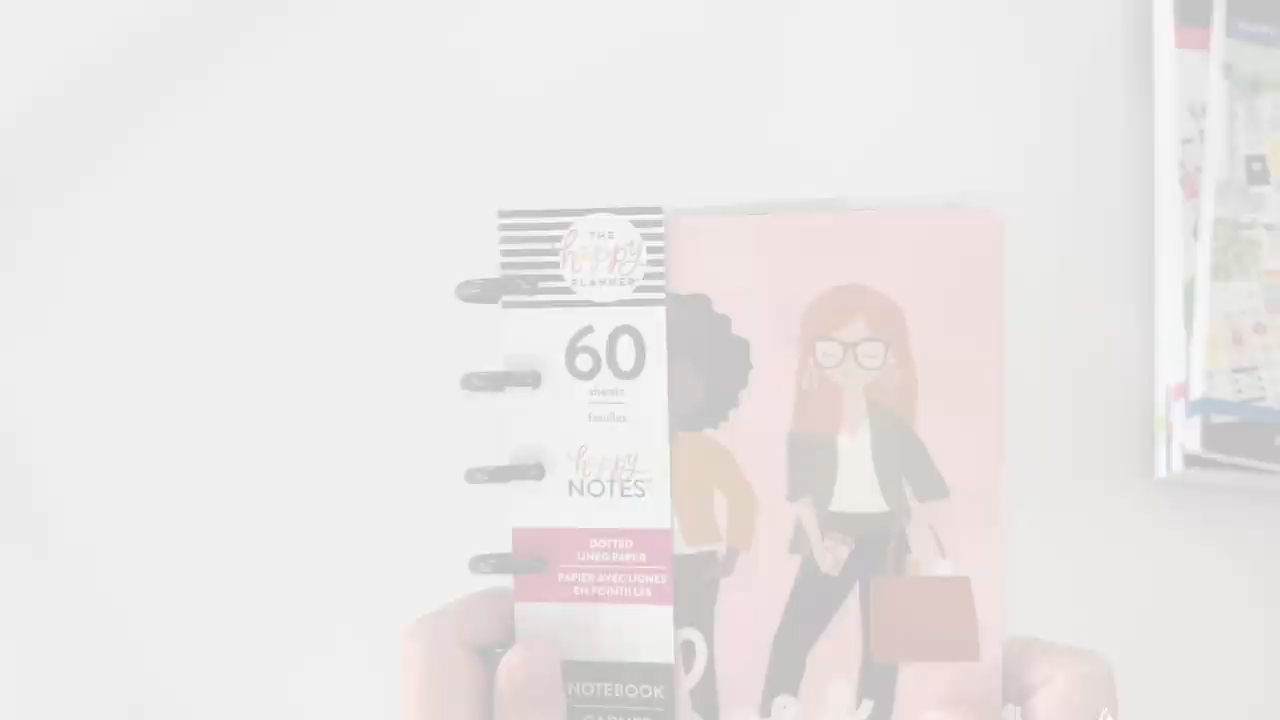 THE
happy
PLANNER
60
sheets
feuilles
happy
NOTES
DOTTED
LINED PAPER
PAPIER AVEC LIGNES
EN POINTILLÉS
NOTEBOOK